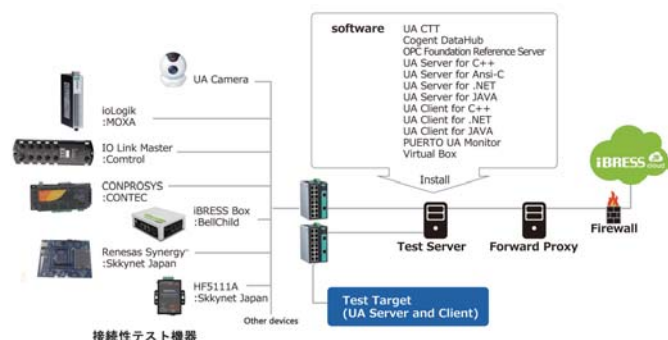 software
UA CTT
Cogent DataHub
OPC Foundation Reference Server
UA Server for C++
UA Server for Ansi-C
UA Server for .NET
UA Server for JAVA
UA Client for C++
UA Client for .NET
UA Client for JAVA
PUERTO UA Monitor
Virtual Box
Install
UA Camera
ioLogik
:MOXA
IO Link Master
:Comtrol
CONPROSYS
:CONTEC
iBRESS Box
:BellChild
Renesas Synergy™
:Skkynet Japan
HF5111A
:Skkynet Japan
Other devices
接続性テスト機器
iBRESS cloud
Test Server
Forward Proxy
Firewall
Test Target
(UA Server and Client)